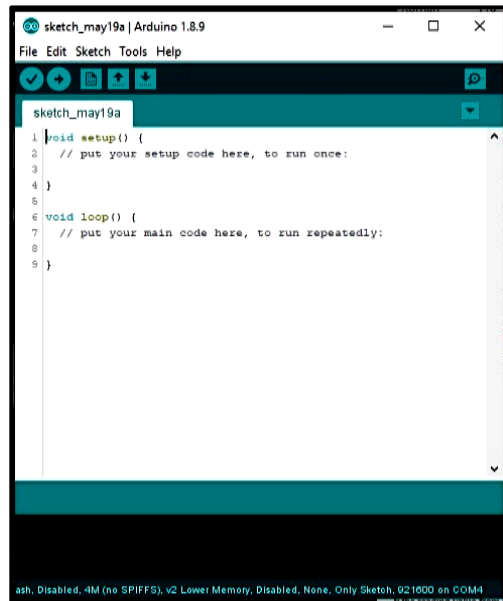 sketch_may19a | Arduino 1.8.9
File Edit Sketch Tools Help
sketch_may19a
1 void setup() {
2 // put your setup code here, to run once:
3
4 }
5
6 void loop() {
7 // put your main code here, to run repeatedly:
8
9 }
ash, Disabled, 4M (no SPIFFS), v2 Lower Memory, Disabled, None, Only Sketch, 921600 on COM4